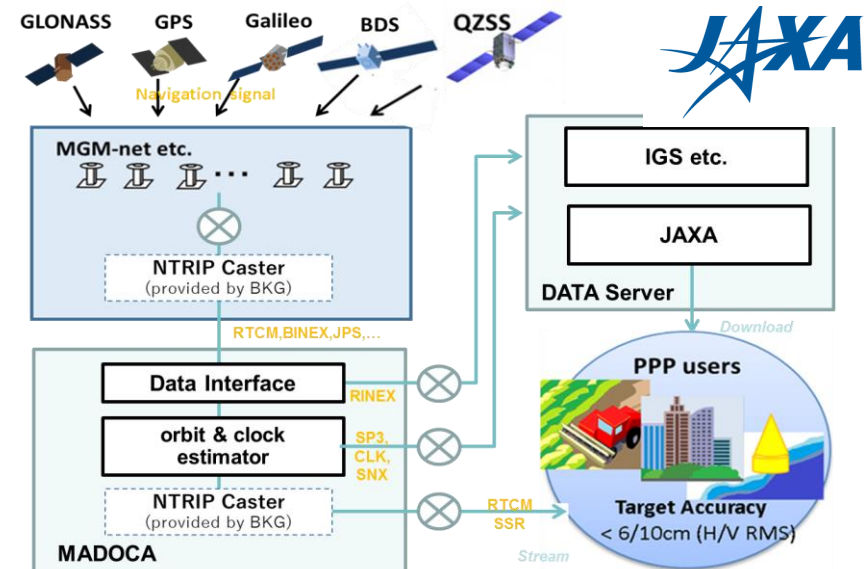 GLONASS
GPS
Galileo
BDS
QZSS
JAXA
Navigation signal
MGM-net etc.
NTRIP Caster
(provided by BKG)
RTCM,BINEX,JPS,...
Data Interface
RINEX
orbit & clock
estimator
SP3,
CLK,
SNX
NTRIP Caster
(provided by BKG)
MADOCA
RTCM
SSR
Stream
IGS etc.
JAXA
DATA Server
Download
PPP users
Target Accuracy
< 6/10cm (H/V RMS)